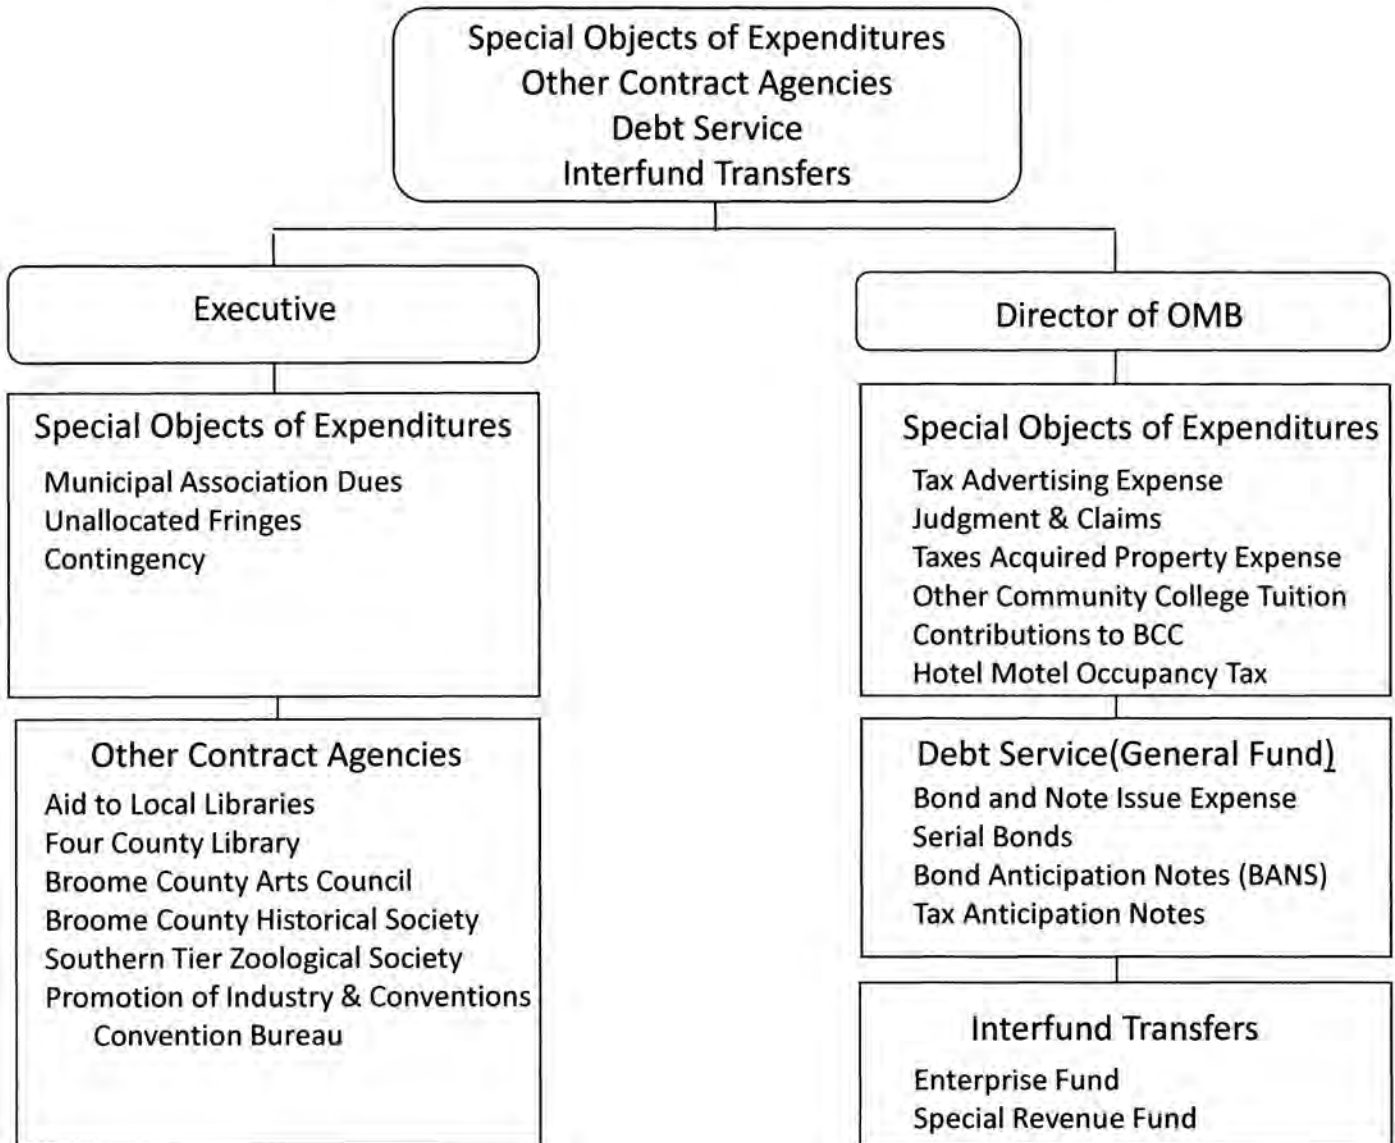 Special Objects of Expenditures
Other Contract Agencies
Debt Service
Interfund Transfers
Executive
Special Objects of Expenditures
Municipal Association Dues
Unallocated Fringes
Contingency
Other Contract Agencies
Aid to Local Libraries
Four County Library
Broome County Arts Council
Broome County Historical Society
Southern Tier Zoological Society
Promotion of Industry & Conventions
Convention Bureau
Director of OMB
Special Objects of Expenditures
Tax Advertising Expense
Judgment & Claims
Taxes Acquired Property Expense
Other Community College Tuition
Contributions to BCC
Hotel Motel Occupancy Tax
Debt Service(General Fund)
Bond and Note Issue Expense
Serial Bonds
Bond Anticipation Notes (BANS)
Tax Anticipation Notes
Interfund Transfers
Enterprise Fund
Special Revenue Fund